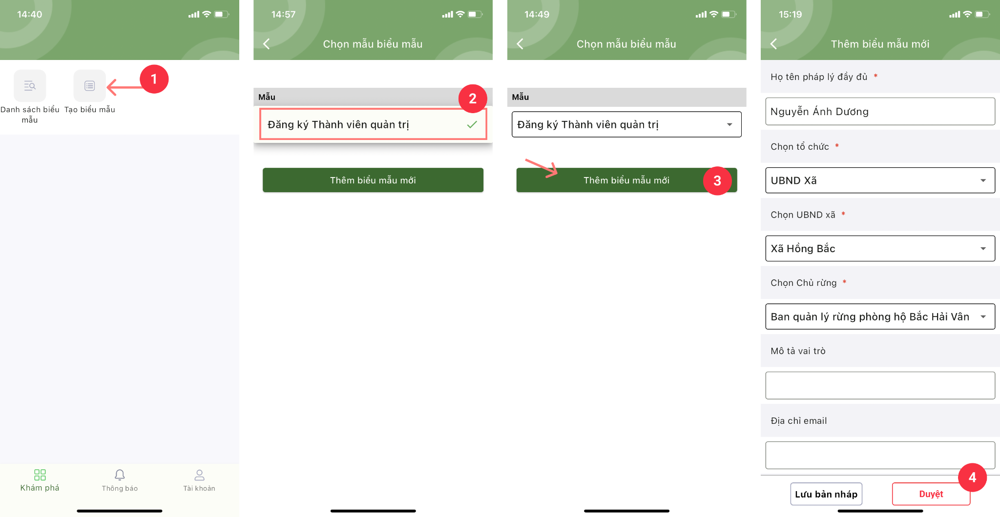 14:40
1
Danh sách biểu
mẫu
Tạo biểu mẫu
Khám phá
Thông báo
Tài khoản
14:57
Chọn mẫu biểu mẫu
Mẫu
2
Đăng ký Thành viên quản trị
Thêm biểu mẫu mới
14:49
Chọn mẫu biểu mẫu
Mẫu
Đăng ký Thành viên quản trị
Thêm biểu mẫu mới
3
15:19
Thêm biểu mẫu mới
Họ tên pháp lý đầy đủ *
Nguyễn Ánh Dương
Chọn tổ chức *
UBND Xã
Chọn UBND xã *
Xã Hồng Bắc
Chọn Chủ rừng *
Ban quản lý rừng phòng hộ Bắc Hải Vân
Mô tả vai trò
Địa chỉ email
4
Lưu bản nháp
Duyệt